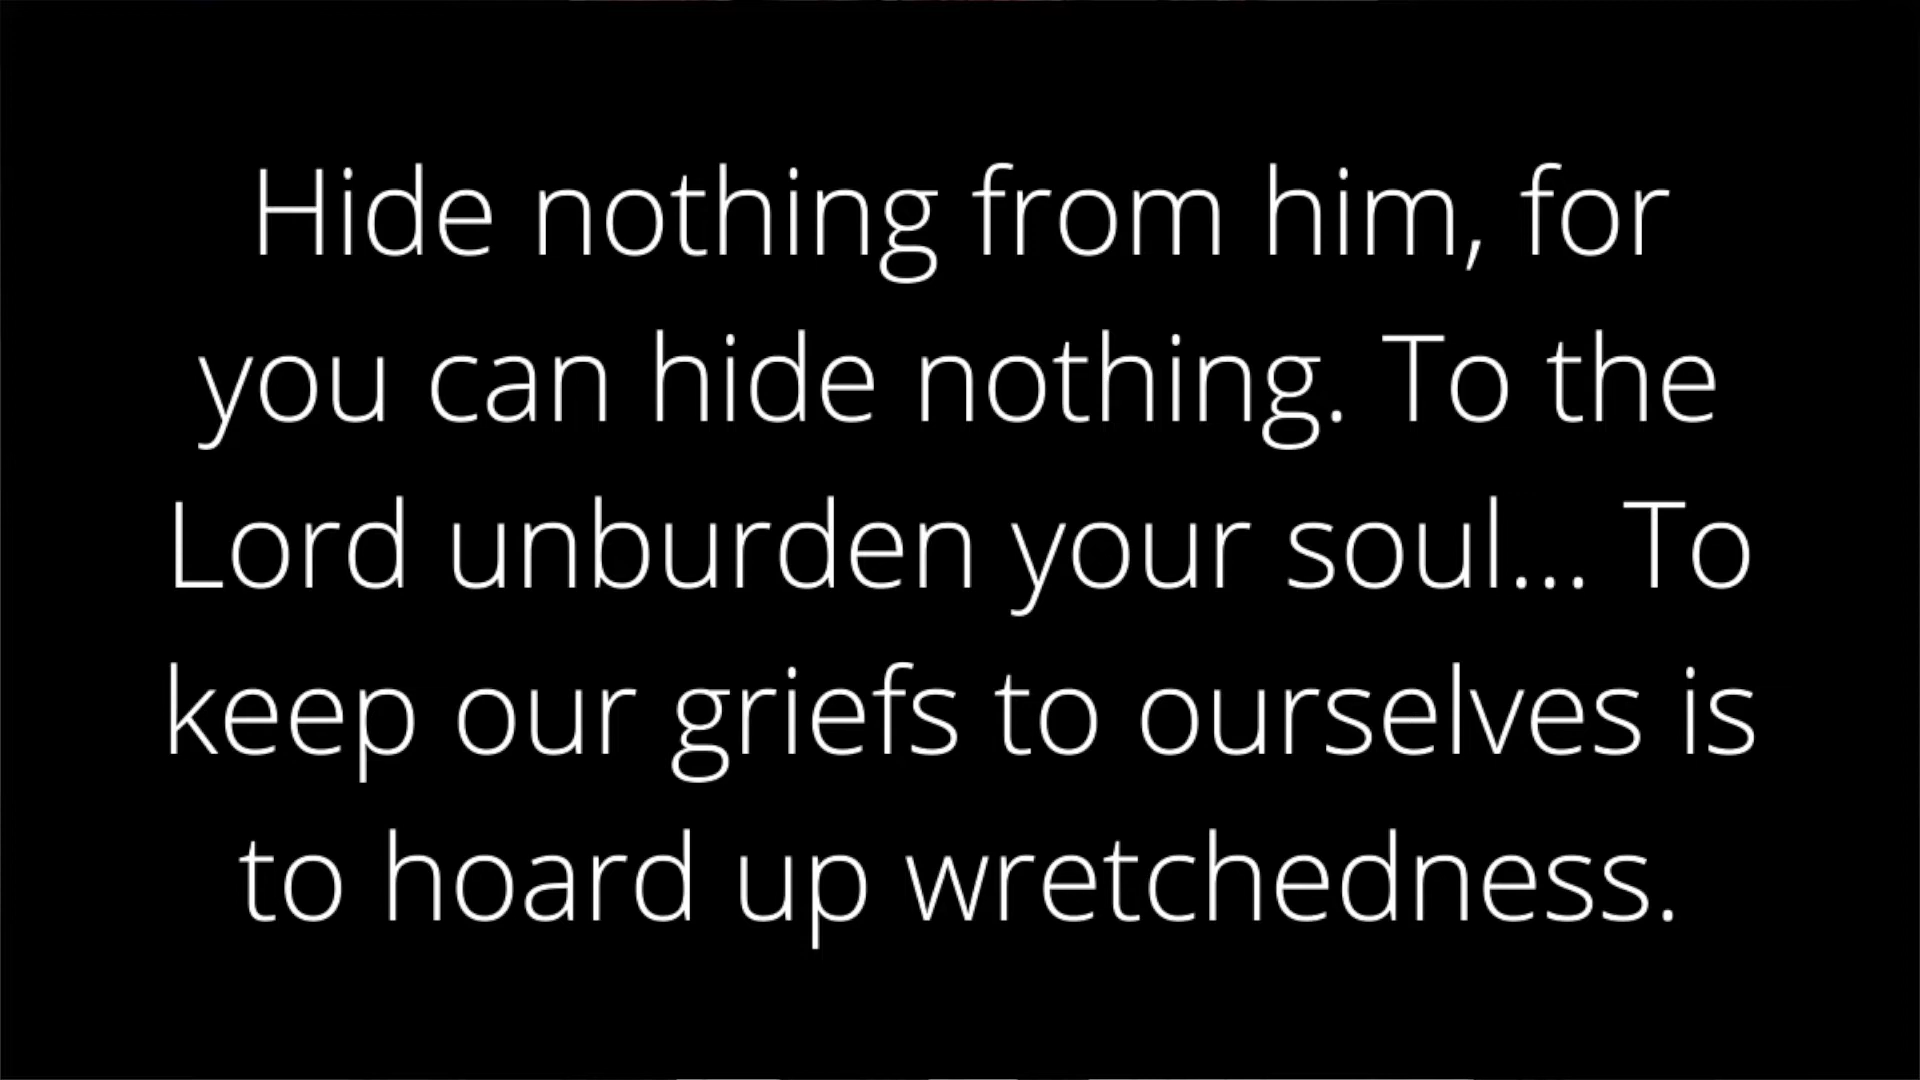 Hide nothing from him, for
you can hide nothing. To the
Lord unburden your soul... To
keep our griefs to ourselves is
to hoard up wretchedness.